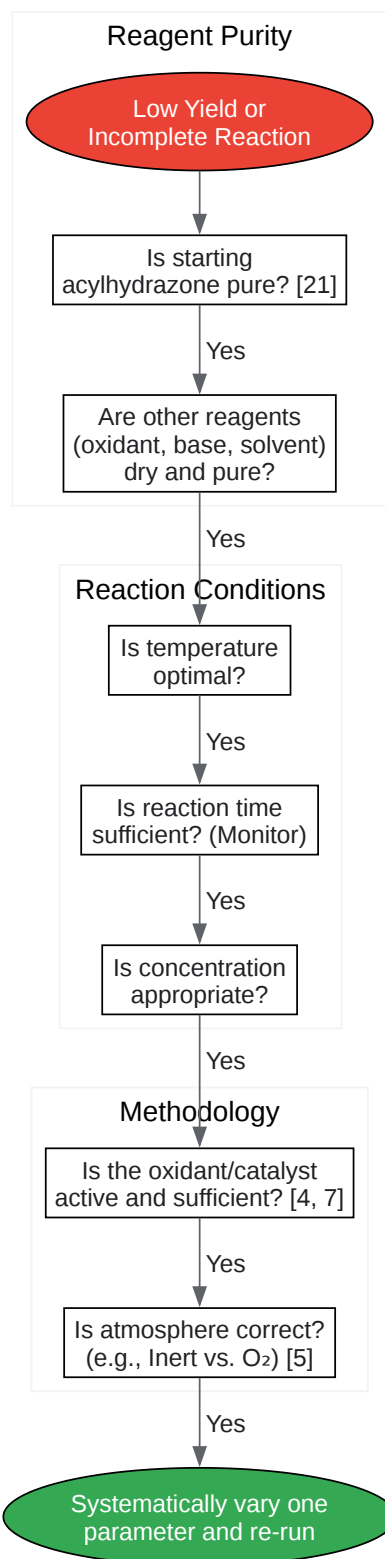 Reagent Purity
Low Yield or
Incomplete Reaction
Is starting
acylhydrazone pure? [21]
Yes
Are other reagents
(oxidant, base, solvent)
dry and pure?
Yes
Reaction Conditions
Is temperature
optimal?
Yes
Is reaction time
sufficient? (Monitor)
Yes
Is concentration
appropriate?
Yes
Methodology
Is the oxidant/catalyst
active and sufficient? [4, 7]
Yes
Is atmosphere correct?
(e.g., Inert vs. O₂) [5]
Yes
Systematically vary one
parameter and re-run